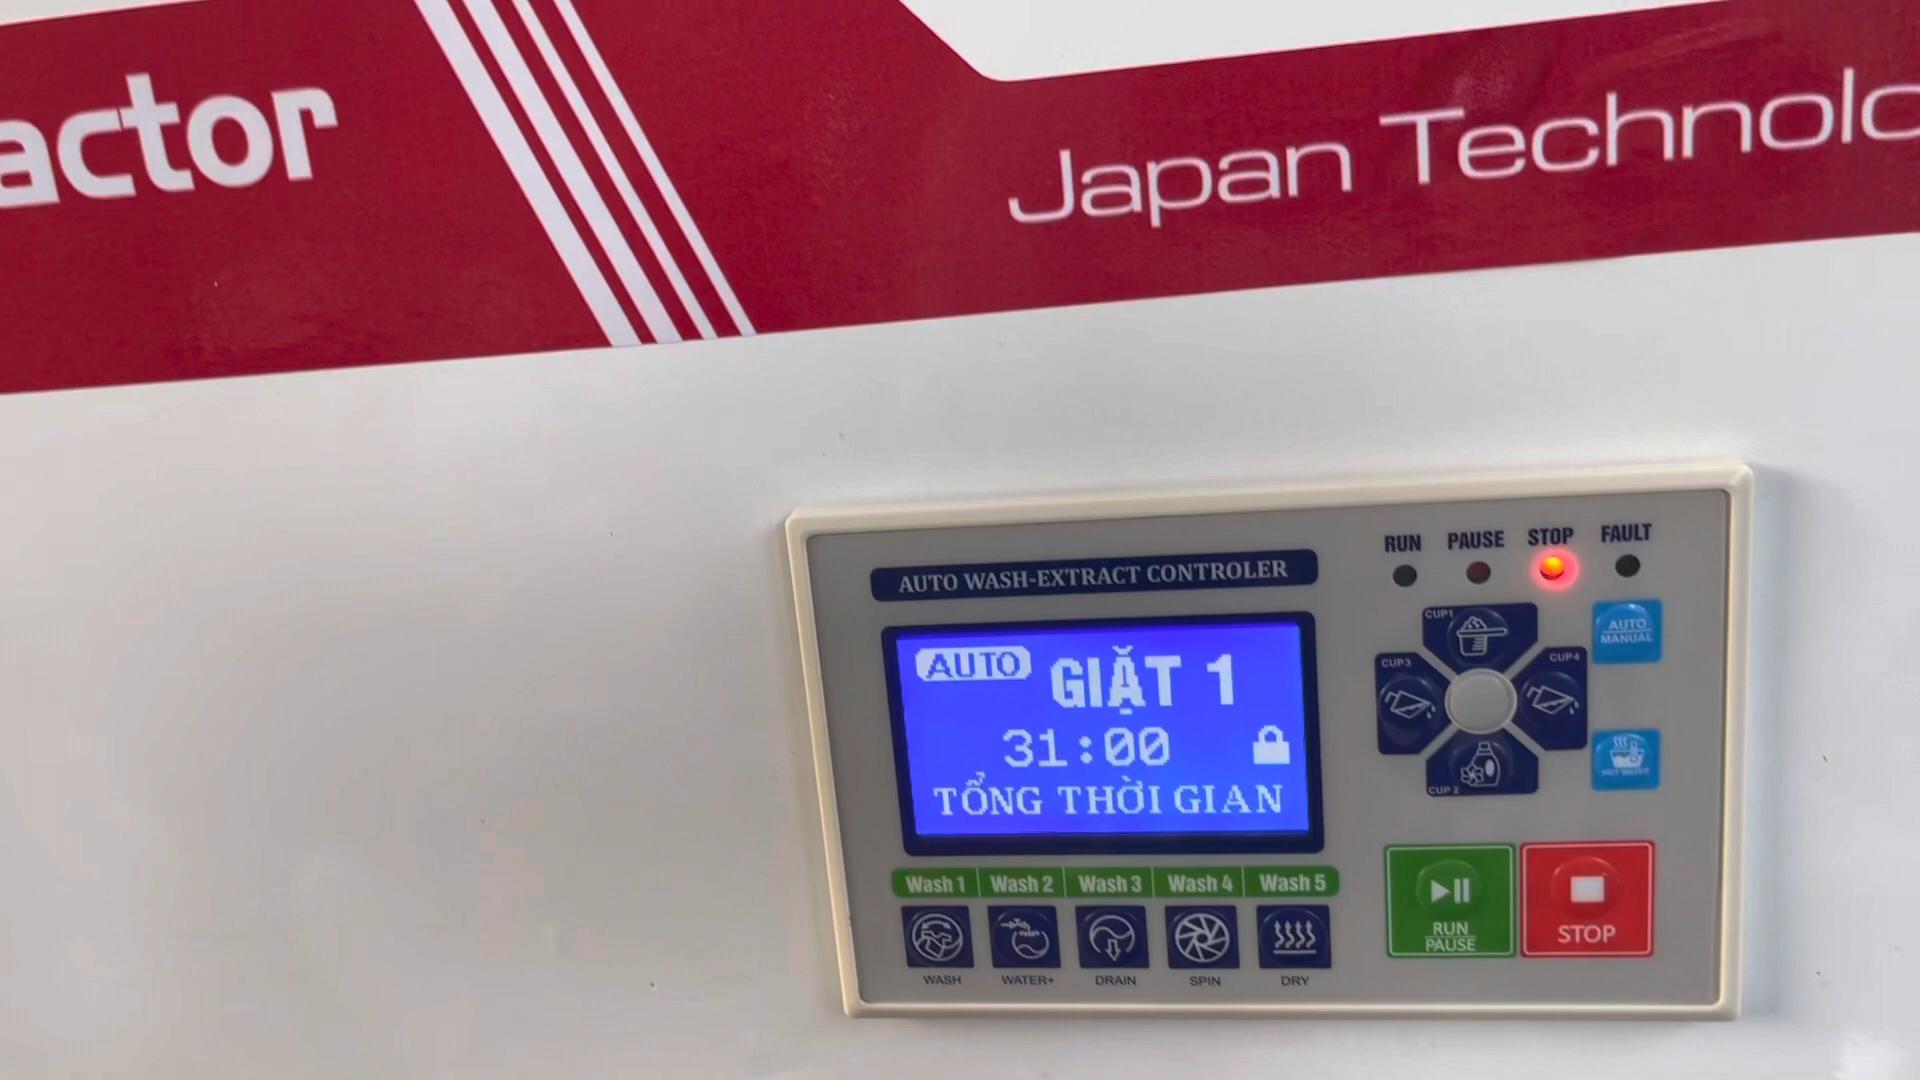 actor
Japan Technolo
AUTO WASH-EXTRACT CONTROLER
RUN PAUSE STOP FAULT
AUTO GIẶT 1
31:00
TỔNG THỜI GIAN
CUP1
CUP3
CUP4
CUP 2
AUTO
MANUAL
HOT WATER
Wash 1 Wash 2 Wash 3 Wash 4 Wash 5
WASH WATER+ DRAIN SPIN DRY
RUN
PAUSE
STOP